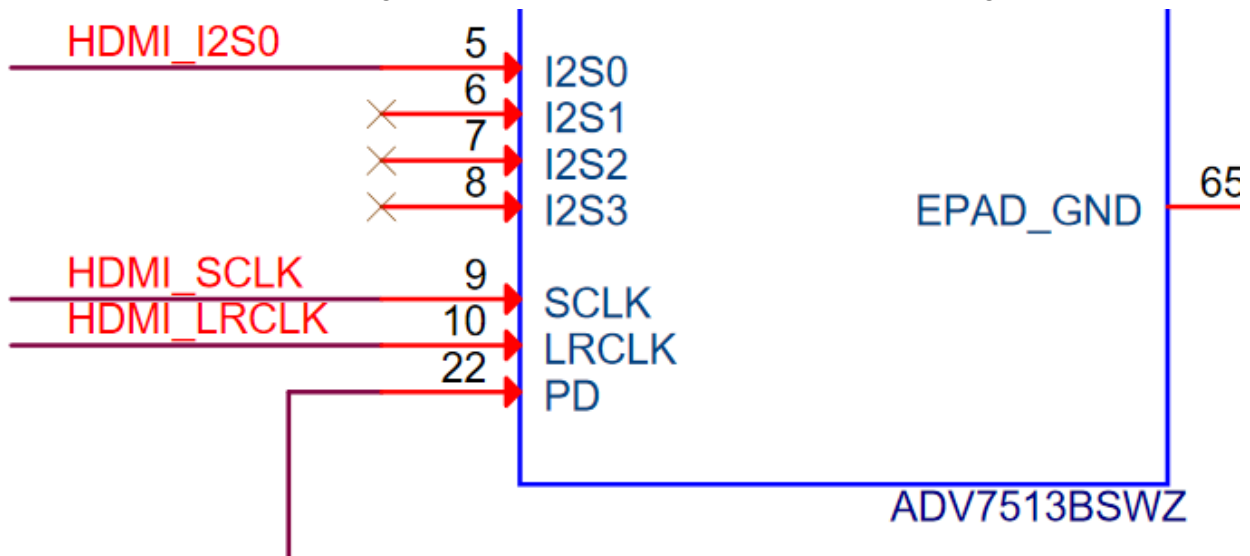 HDMI_I2S0 5 I2S0
6 I2S1
7 I2S2
8 I2S3
EPAD_GND 65
HDMI_SCLK 9 SCLK
HDMI_LRCLK 10 LRCLK
22 PD
ADV7513BSWZ